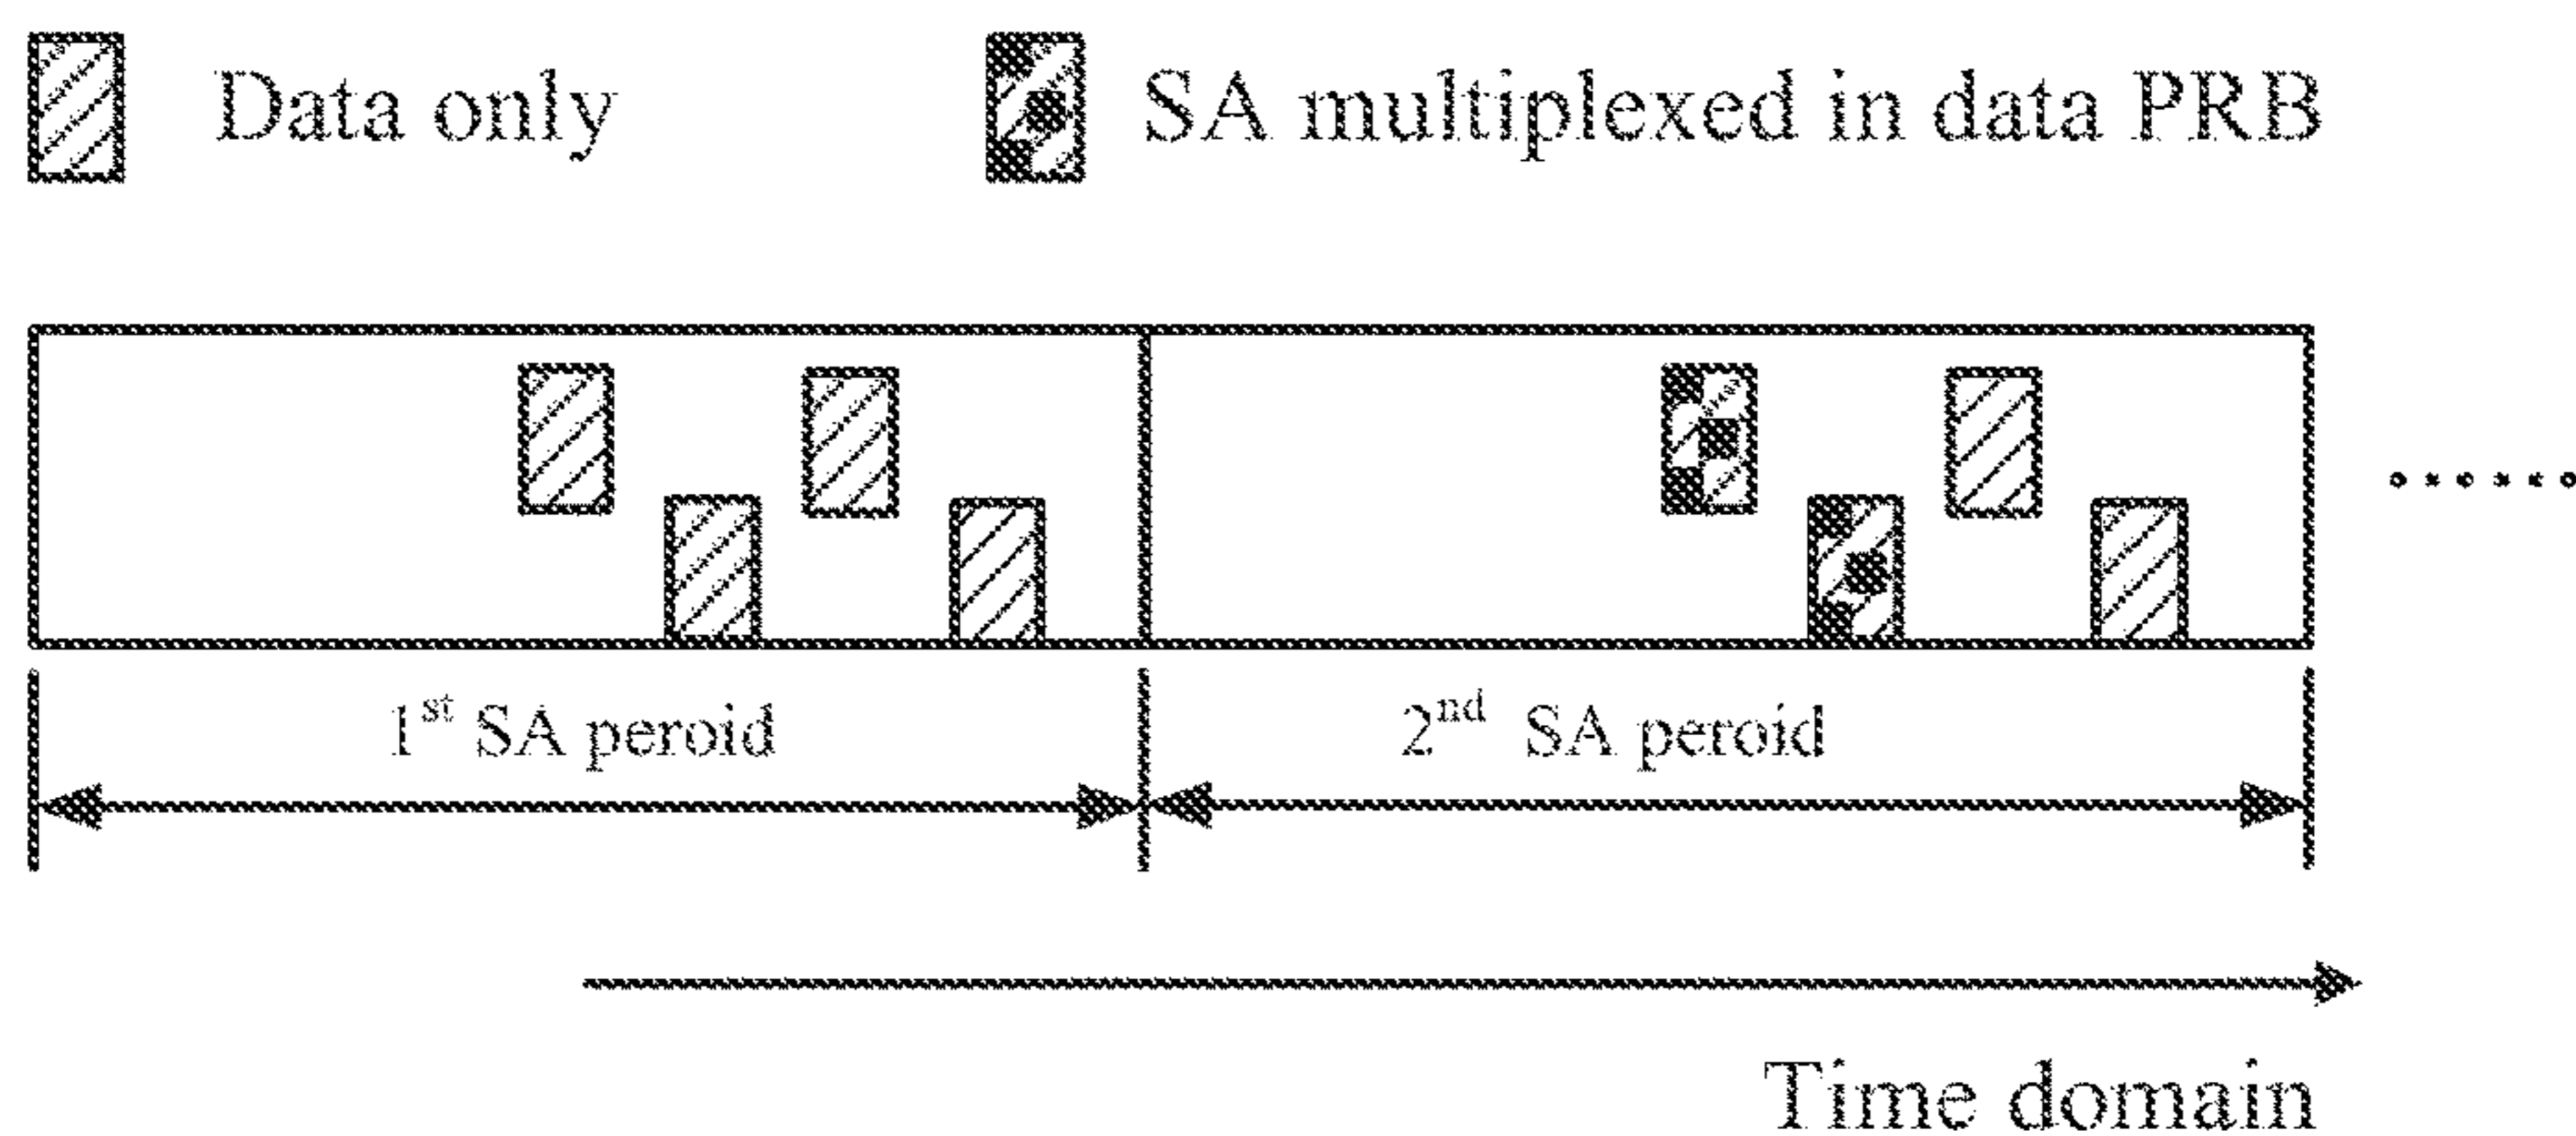 Data only
SA multiplexed in data PRB
1st SA peroid
2nd SA peroid
Time domain